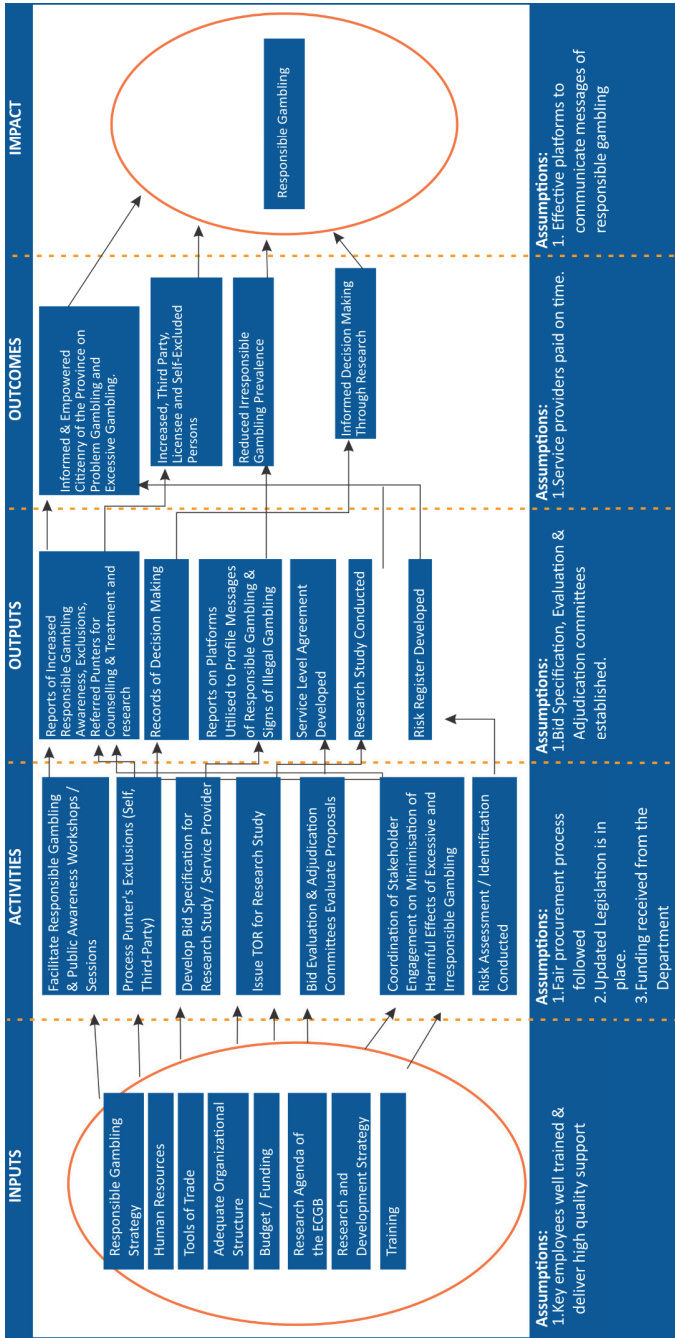 INPUTS
Responsible Gambling
Strategy
Human Resources
Tools of Trade
Adequate Organizational
Structure
Budget / Funding
Research Agenda of
the ECGB
Research and
Development Strategy
Training
Assumptions:
1.Key employees well trained &
deliver high quality support
ACTIVITIES
Facilitate Responsible Gambling
& Public Awareness Workshops /
Sessions
Process Punter's Exclusions (Self,
Third-Party)
Develop Bid Specification for
Research Study / Service Provider
Issue TOR for Research Study
Bid Evaluation & Adjudication
Committees Evaluate Proposals
Coordination of Stakeholder
Engagement on Minimisation of
Harmful Effects of Excessive and
Irresponsible Gambling
Risk Assessment / Identification
Conducted
Assumptions:
1.Fair procurement process
followed
2.Updated Legislation is in
place.
3.Funding received from the
Department
OUTPUTS
Reports of Increased
Responsible Gambling
Awareness, Exclusions,
Referred Punters for
Counselling & Treatment and
research
Records of Decision Making
Reports on Platforms
Utilised to Profile Messages
of Responsible Gambling &
Signs of Illegal Gambling
Service Level Agreement
Developed
Research Study Conducted
Risk Register Developed
Assumptions:
1.Bid Specification, Evaluation &
Adjudication committees
established.
OUTCOMES
Informed & Empowered
Citizenry of the Province on
Problem Gambling and
Excessive Gambling.
Increased, Third Party,
Licensee and Self-Excluded
Persons
Reduced Irresponsible
Gambling Prevalence
Informed Decision Making
Through Research
Assumptions:
1.Service providers paid on time.
IMPACT
Responsible Gambling
Assumptions:
1. Effective platforms to
communicate messages of
responsible gambling